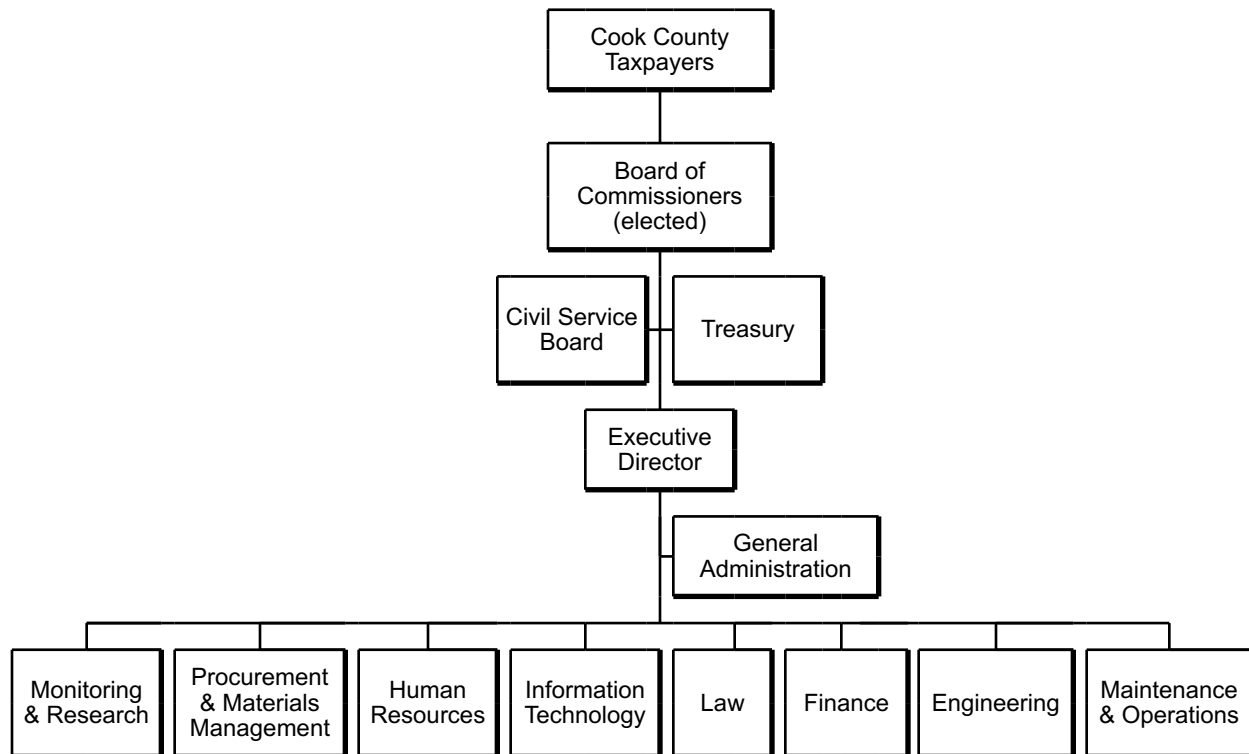 Cook County
Taxpayers
Board of
Commissioners
(elected)
Civil Service
Board
Treasury
Executive
Director
General
Administration
Monitoring
& Research
Procurement
& Materials
Management
Human
Resources
Information
Technology
Law
Finance
Engineering
Maintenance
& Operations